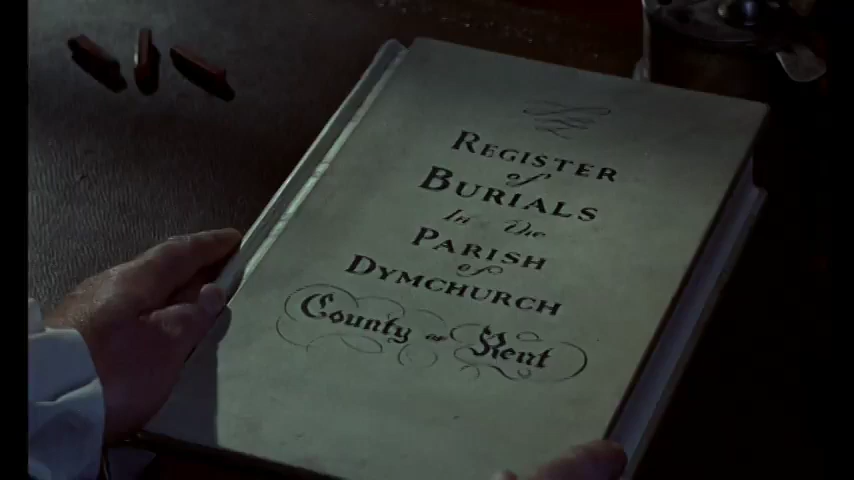 REGISTER
of
BURIALS
In the
PARISH
of
DYMCHURCH
County of Kent